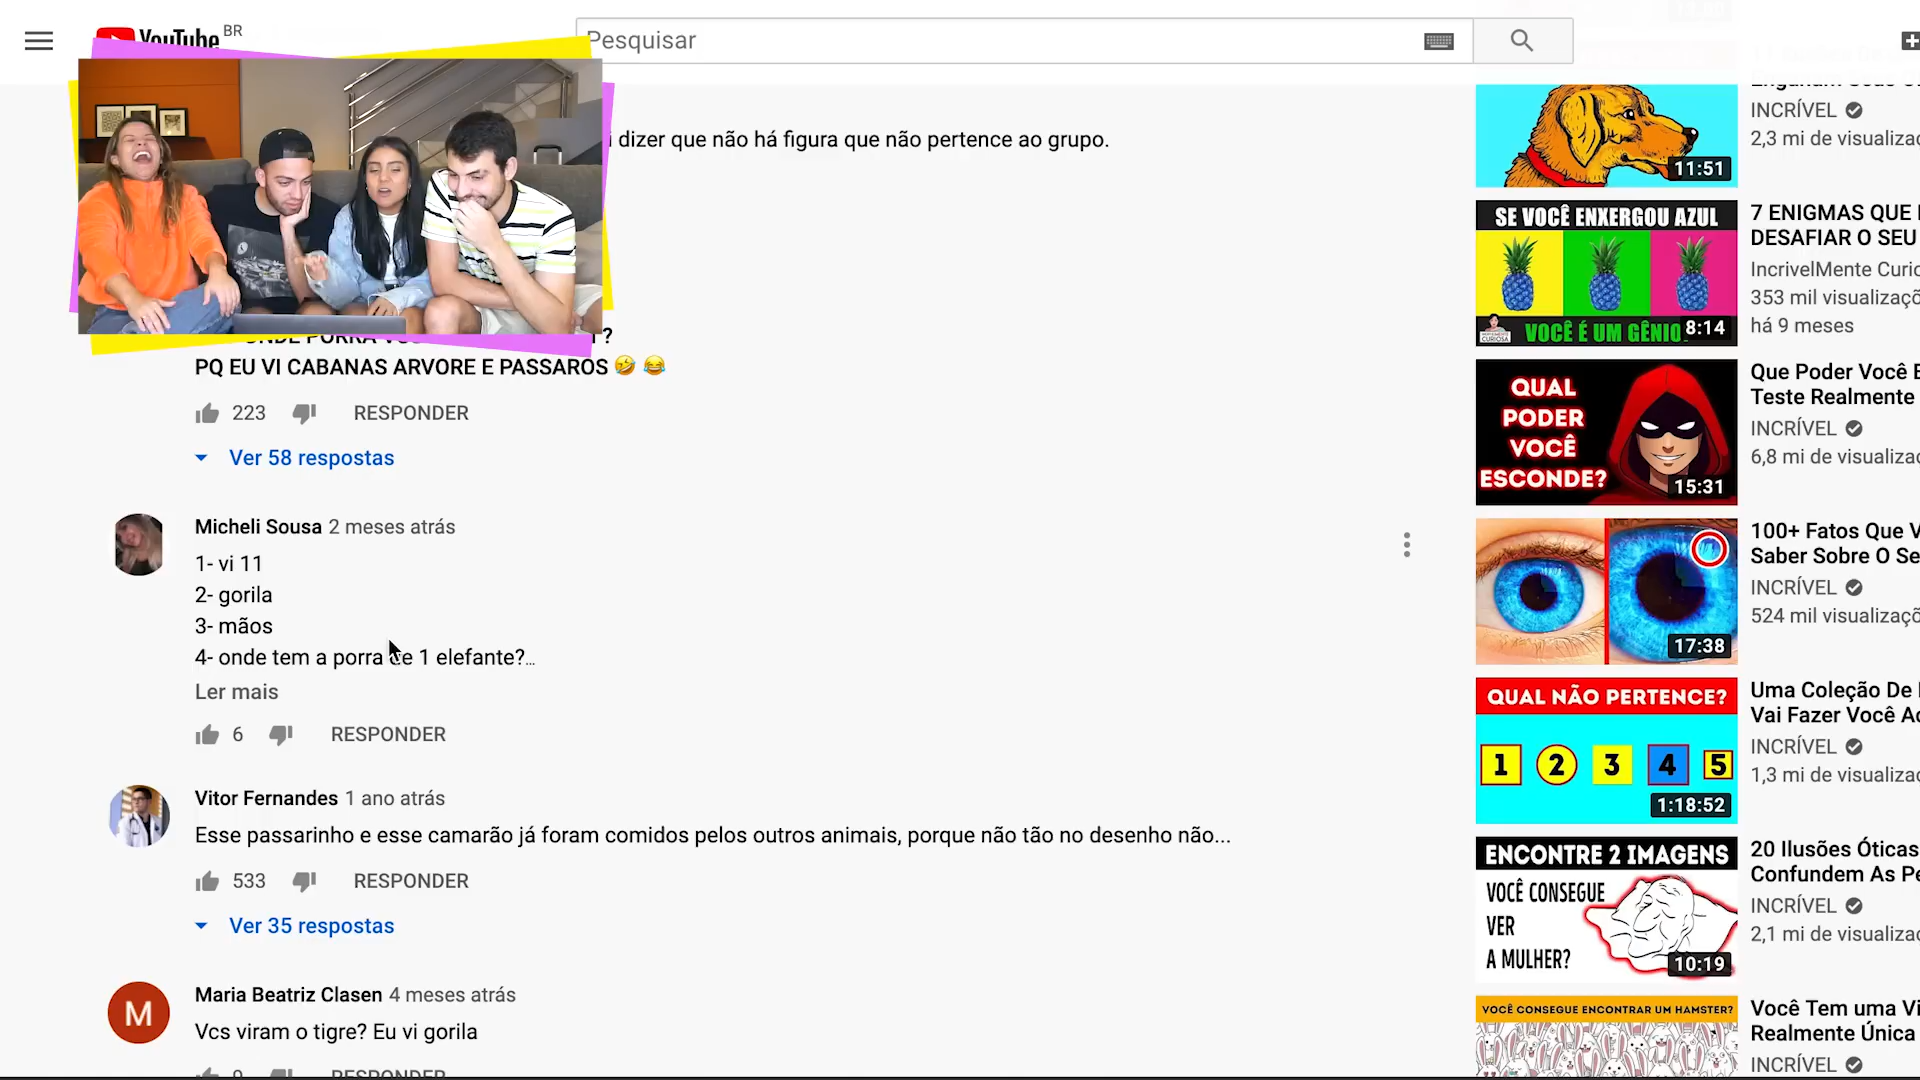 YouTube BR
Pesquisar
dizer que não há figura que não pertence ao grupo.
PQ EU VI CABANAS ARVORE E PASSAROS 🤣 😂
223 RESPONDER
Ver 58 respostas
Micheli Sousa 2 meses atrás
1- vi 11
2- gorila
3- mãos
4- onde tem a porra de 1 elefante?...
Ler mais
6 RESPONDER
Vitor Fernandes 1 ano atrás
Esse passarinho e esse camarão já foram comidos pelos outros animais, porque não tão no desenho não...
533 RESPONDER
Ver 35 respostas
M
Maria Beatriz Clasen 4 meses atrás
Vcs viram o tigre? Eu vi gorila
9 RESPONDER
11:51
INCRÍVEL
2,3 mi de
SE VOCÊ ENXERGOU AZUL
VOCÊ É UM GÊNIO
8:14
7 ENIGMAS QUE
DESAFIAR O SEU
IncrivelMente
353 mil
há 9 meses
QUAL
PODER
VOCÊ
ESCONDE?
15:31
Que Poder Você
Teste Realmente
INCRÍVEL
6,8 mi de
17:38
100+ Fatos Que
Saber Sobre O
INCRÍVEL
524 mil
QUAL NÃO PERTENCE?
1 2 3 4 5
1:18:52
Uma Coleção De
Vai Fazer Você
INCRÍVEL
1,3 mi de
ENCONTRE 2 IMAGENS
VOCÊ CONSEGUE
VER
A MULHER?
10:19
20 Ilusões Óticas
Confundem As
INCRÍVEL
2,1 mi de
VOCÊ CONSEGUE ENCONTRAR UM HAMSTER?
Você Tem uma
Realmente Única
INCRÍVEL